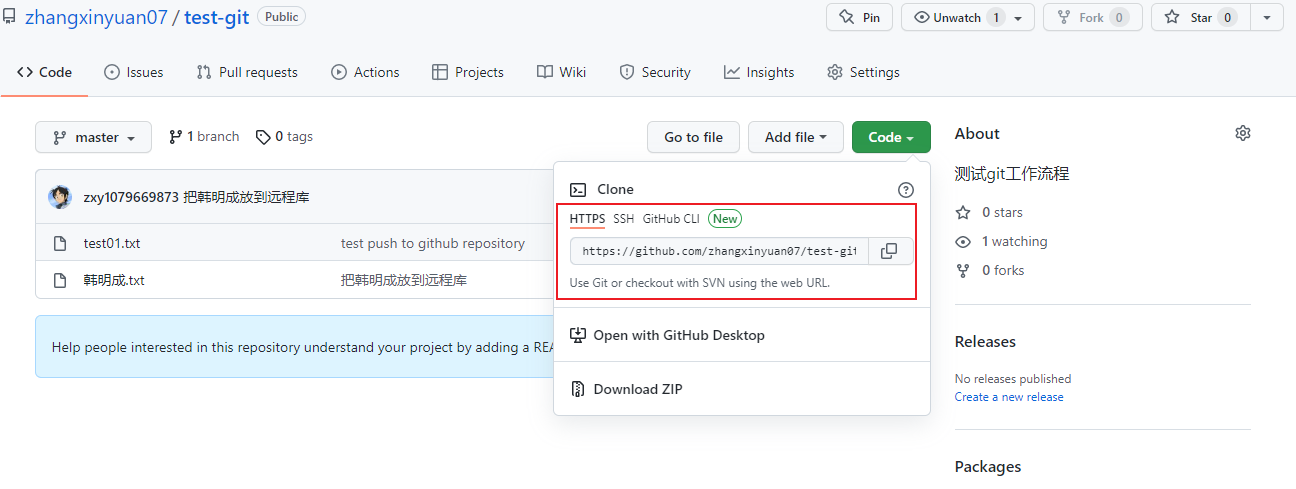 zhangxinyuan07 / test-git Public Pin Unwatch 1 Fork 0 Star 0
Code Issues Pull requests Actions Projects Wiki Security Insights Settings
master 1 branch 0 tags Go to file Add file Code
About
测试git工作流程
0 stars
1 watching
0 forks
Releases
No releases published
Create a new release
Packages
zxy1079669873 把韩明成放到远程库
test01.txt test push to github repository
韩明成.txt 把韩明成放到远程库
Help people interested in this repository understand your project by adding a REA
Clone
HTTPS SSH GitHub CLI New
https://github.com/zhangxinyuan07/test-git
Use Git or checkout with SVN using the web URL.
Open with GitHub Desktop
Download ZIP